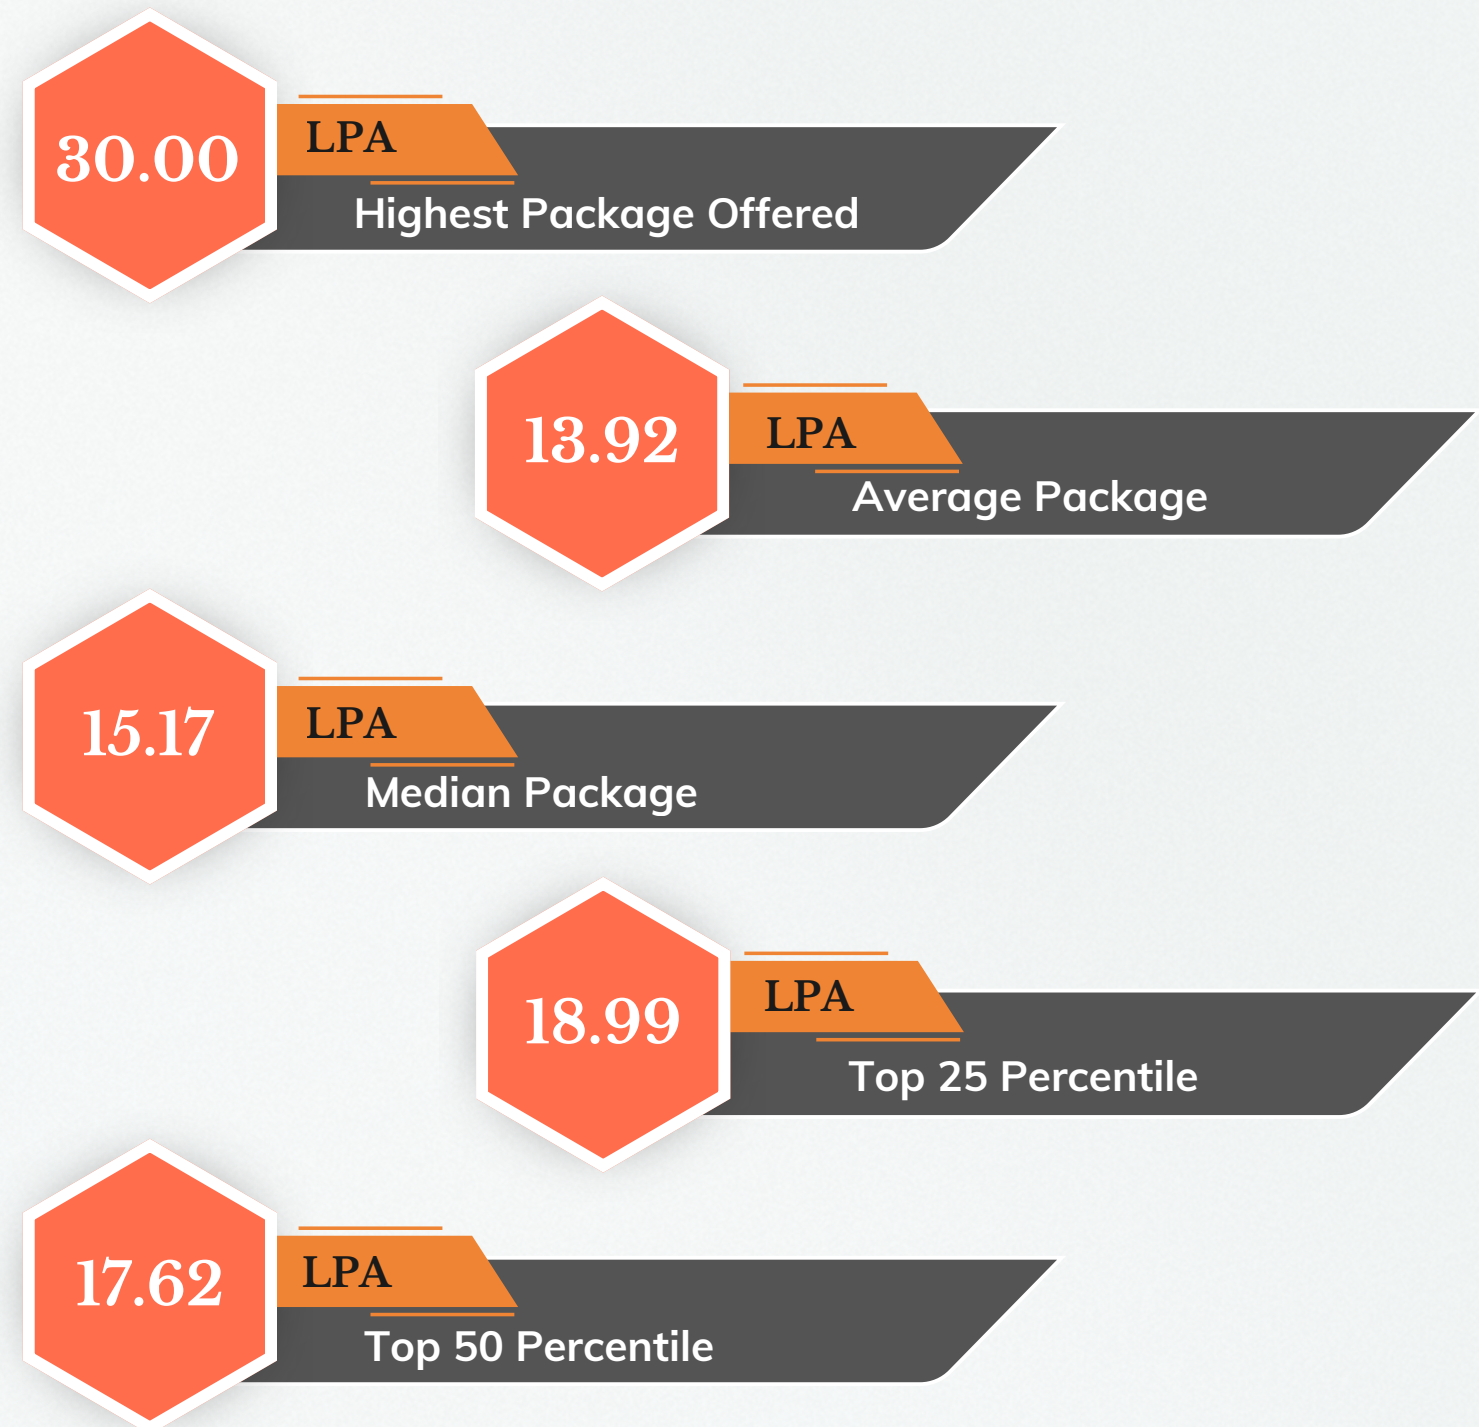 30.00
LPA
Highest Package Offered
13.92
LPA
Average Package
15.17
LPA
Median Package
18.99
LPA
Top 25 Percentile
17.62
LPA
Top 50 Percentile